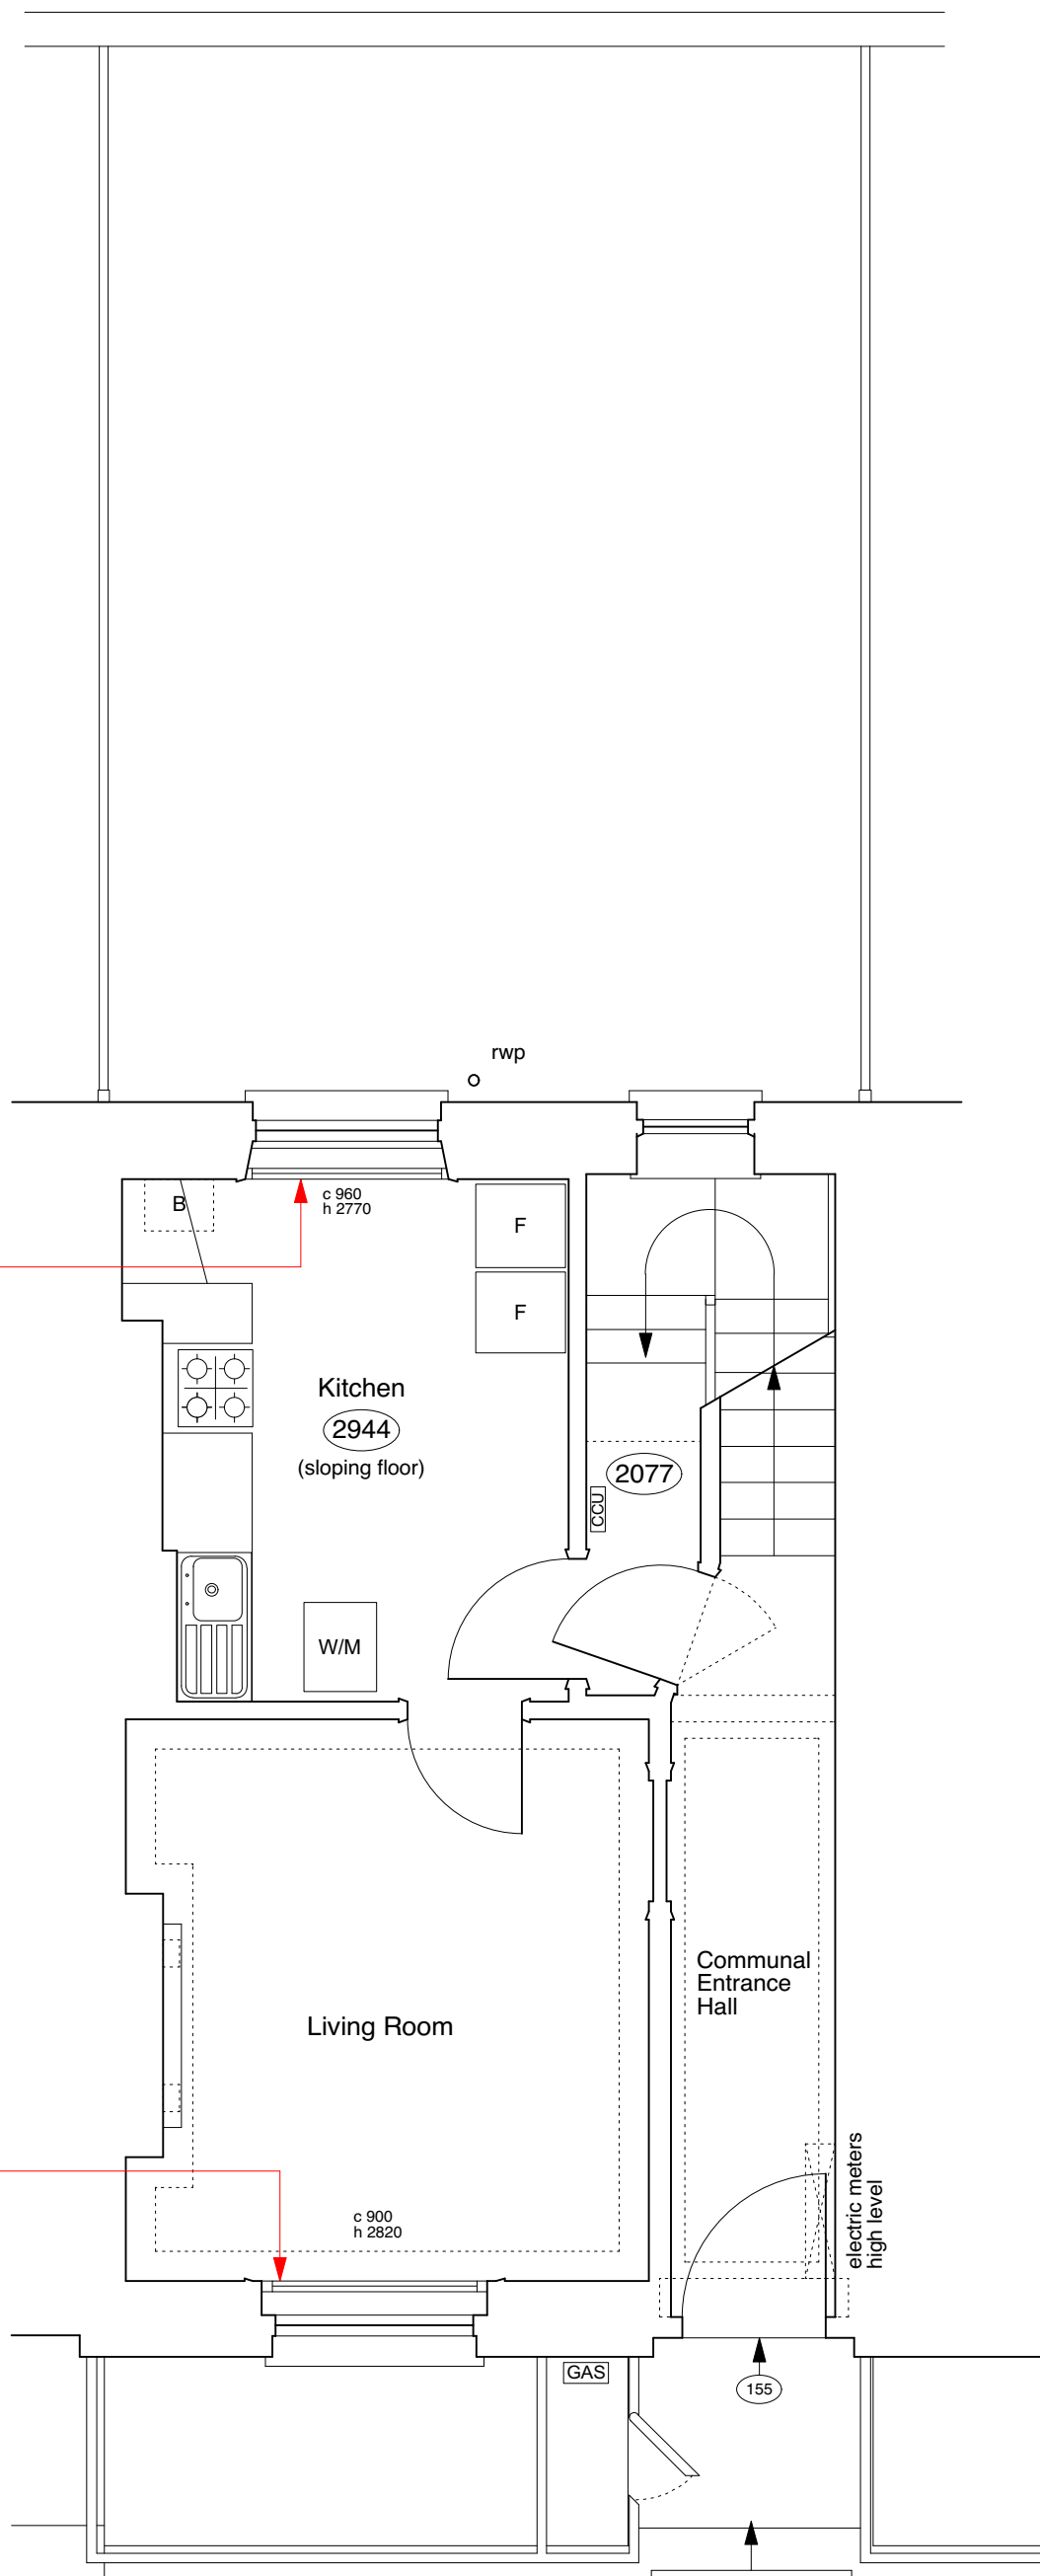 rwp
B
c 960
h 2770
F
F
Kitchen
2944
(sloping floor)
2077
CCU
W/M
Communal
Entrance
Hall
Living Room
electric meters
high level
c 900
h 2820
GAS
155